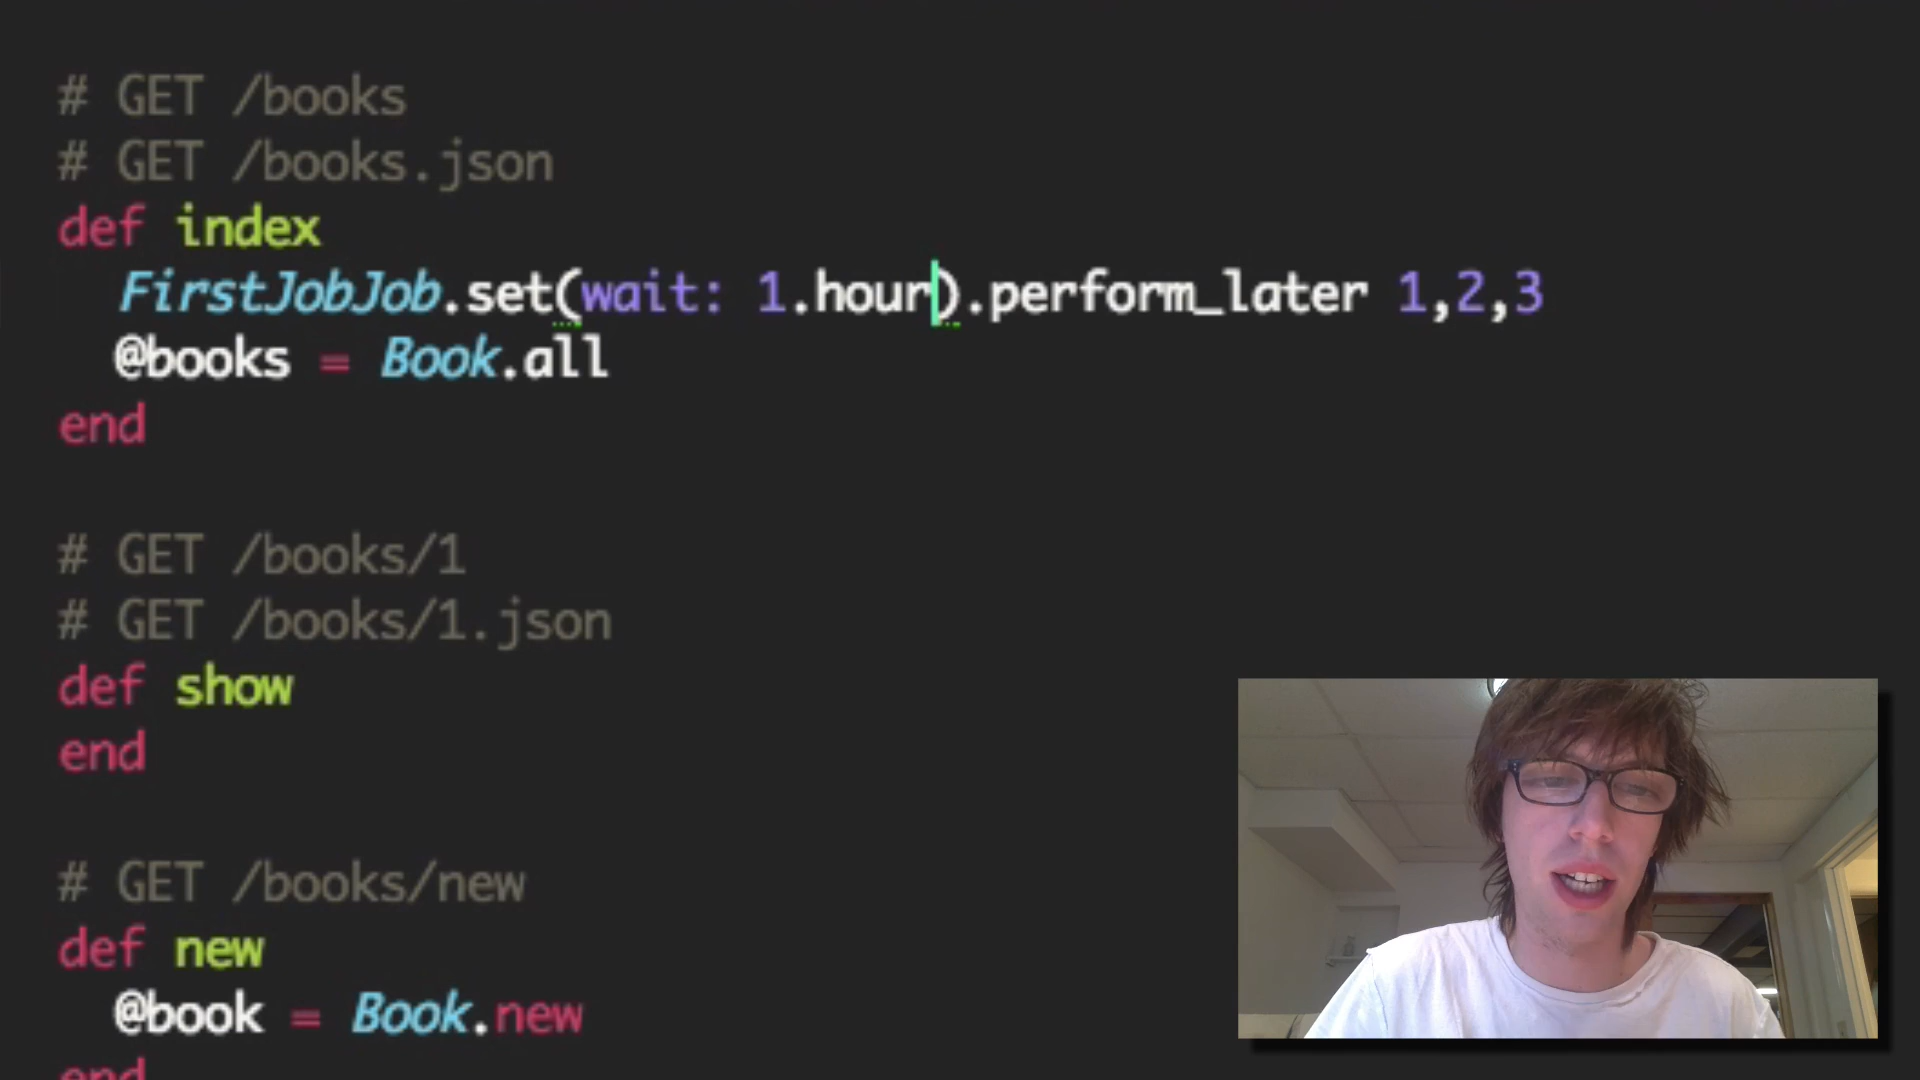 # GET /books
# GET /books.json
def index
FirstJobJob.set(wait: 1.hour).perform_later 1,2,3
@books = Book.all
end
# GET /books/1
# GET /books/1.json
def show
end
# GET /books/new
def new
@book = Book.new
end